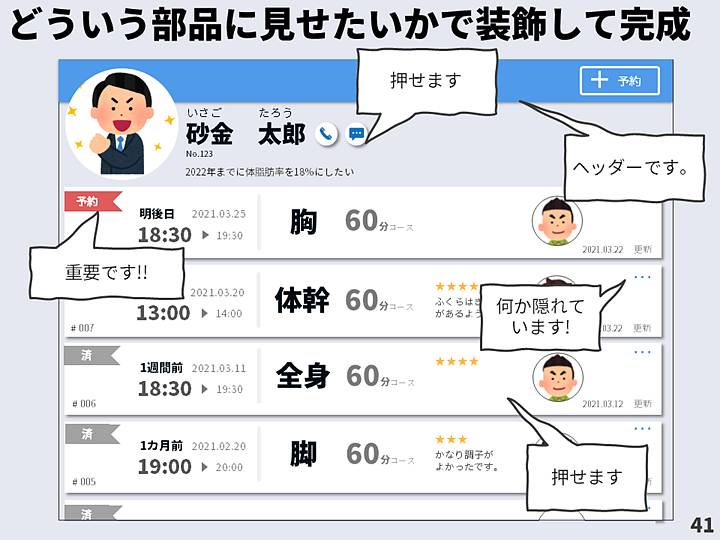 どういう部品に見せたいかで装飾して完成
押せます
＋ 予約
いさご たろう
砂金 太郎
No.123
2022年までに体脂肪率を18%にしたい
ヘッダーです。
予約
明後日 2021.03.25
18:30 ▶ 19:30
胸 60分コース
2021.03.22 更新
重要です!!
2021.03.20
13:00 ▶ 14:00
#007
体幹 60分コース
★★★★
ふくらはぎ
があるよう
03.22 更新
...
何か隠れて
います!
済
1週間前 2021.03.11
18:30 ▶ 19:30
#006
全身 60分コース
★★★★
2021.03.12 更新
...
済
1カ月前 2021.02.20
19:00 ▶ 20:00
#005
脚 60分コース
★★★
かなり調子が
よかったです。
...
押せます
済
41